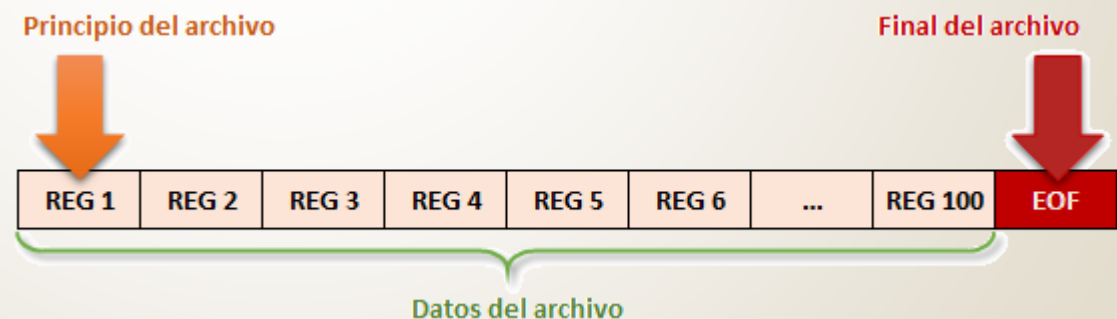 Principio del archivo Final del archivo
REG 1 REG 2 REG 3 REG 4 REG 5 REG 6 ... REG 100 EOF
Datos del archivo